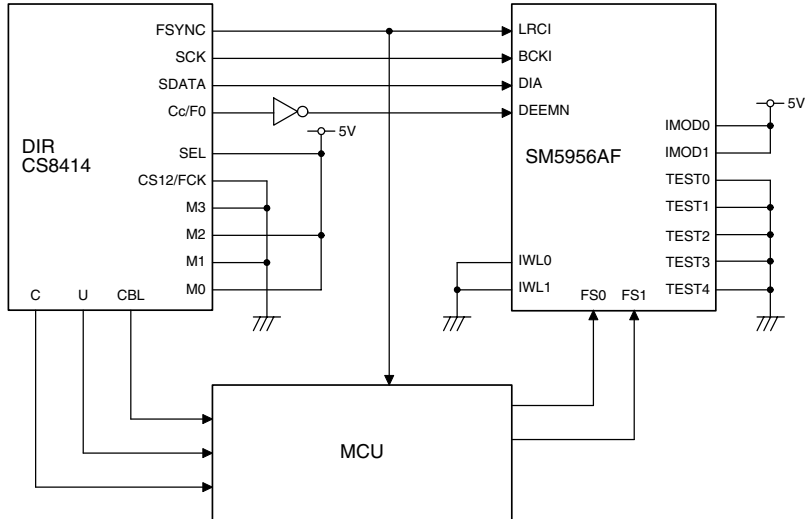 FSYNC
SCK
SDATA
Cc/F0
SEL
CS12/FCK
M3
M2
M1
M0
DIR
CS8414
C U CBL
5V
LRCI
BCKI
DIA
DEEMN
SM5956AF
IWL0
IWL1
FS0 FS1
IMOD0
IMOD1
TEST0
TEST1
TEST2
TEST3
TEST4
5V
MCU